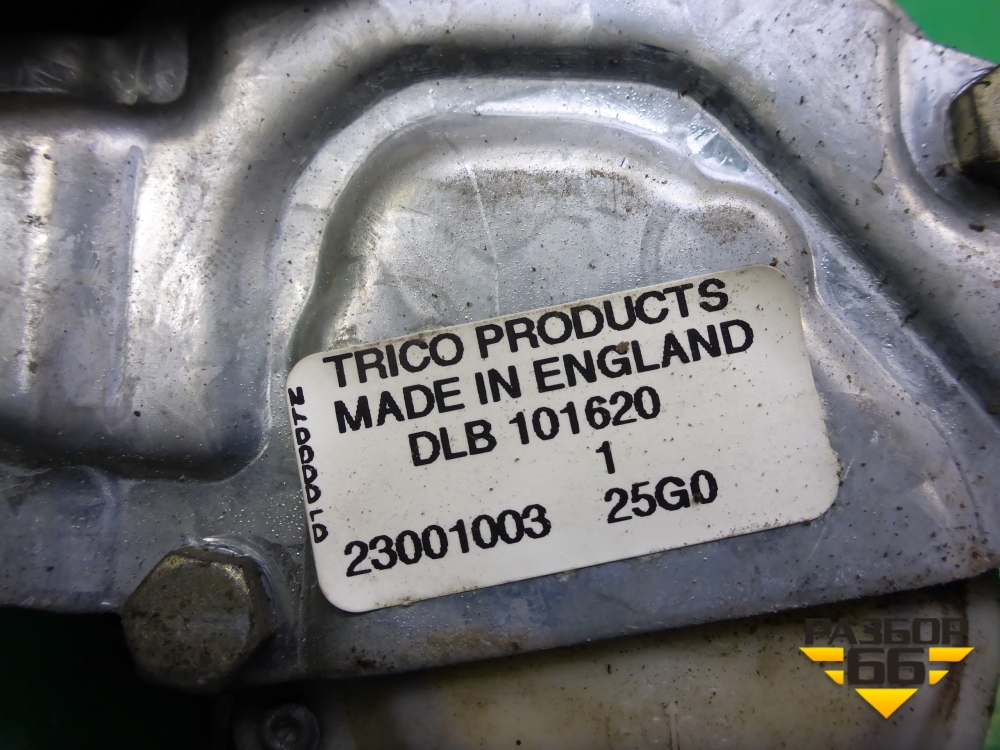 TRICO PRODUCTS
MADE IN ENGLAND
DLB 101620
1
23001003 25G0
РАЗБОР
66